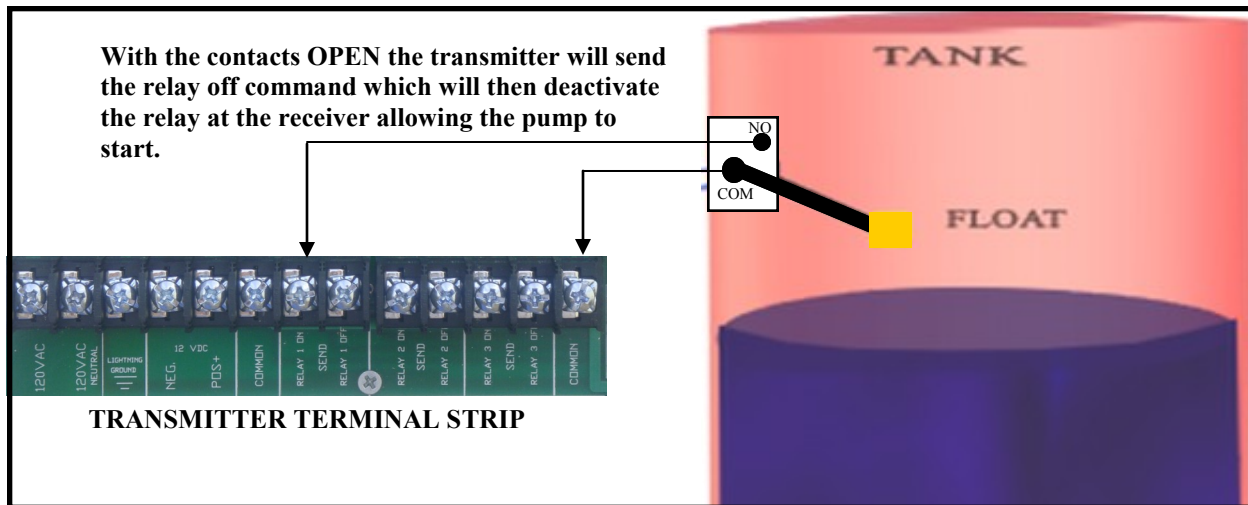 With the contacts OPEN the transmitter will send
the relay off command which will then deactivate
the relay at the receiver allowing the pump to
start.
TANK
NO
COM
FLOAT
120VAC
120VAC
NEUTRAL
LIGHTNING
GROUND
12 VDC
NEG.
POS+
COMMON
RELAY 1 ON
SEND
RELAY 1 OFF
RELAY 2 ON
SEND
RELAY 2 OFF
RELAY 3 ON
SEND
RELAY 3 OFF
COMMON
TRANSMITTER TERMINAL STRIP